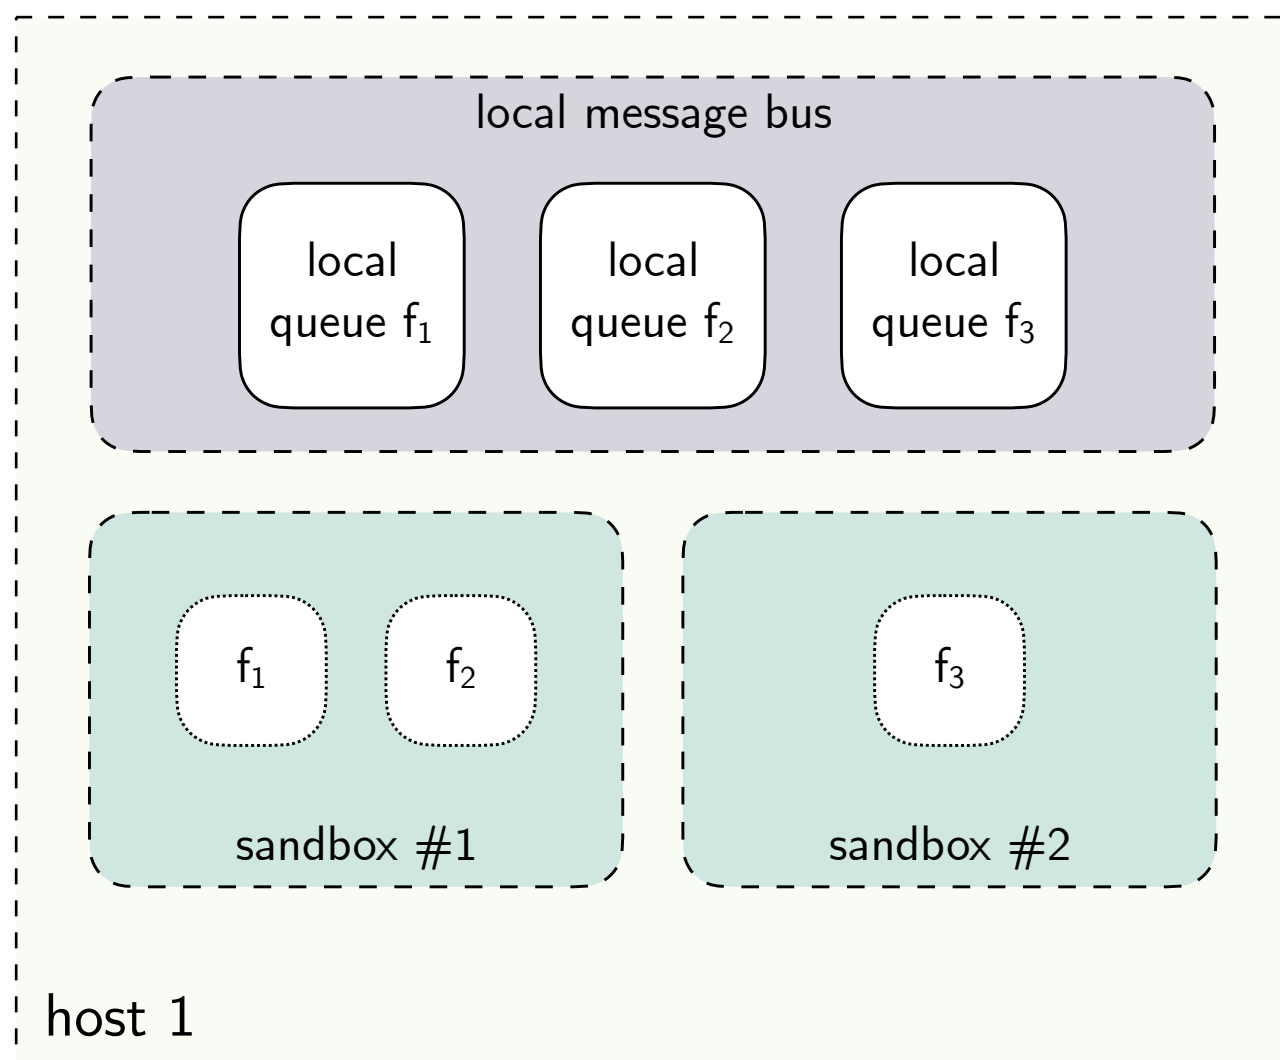 local message bus
local
queue f₁
local
queue f₂
local
queue f₃
f₁
f₂
f₃
sandbox #1
sandbox #2
host 1